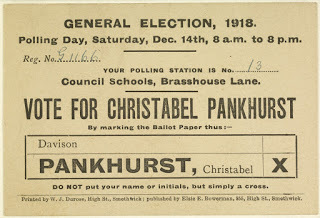 GENERAL ELECTION, 1918.
Polling Day, Saturday, Dec. 14th, 8 a.m. to 8 p.m.
Reg. No. G1166
YOUR POLLING STATION IS No. 13
Council Schools, Brasshouse Lane.
VOTE FOR CHRISTABEL PANKHURST
By marking the Ballot Paper thus:—
Davison
PANKHURST, Christabel X
DO NOT put your name or initials, but simply a cross.
Printed by W. J. Durose, High St., Smethwick; published by Elsie E. Bowerman, High St., Smethwick.